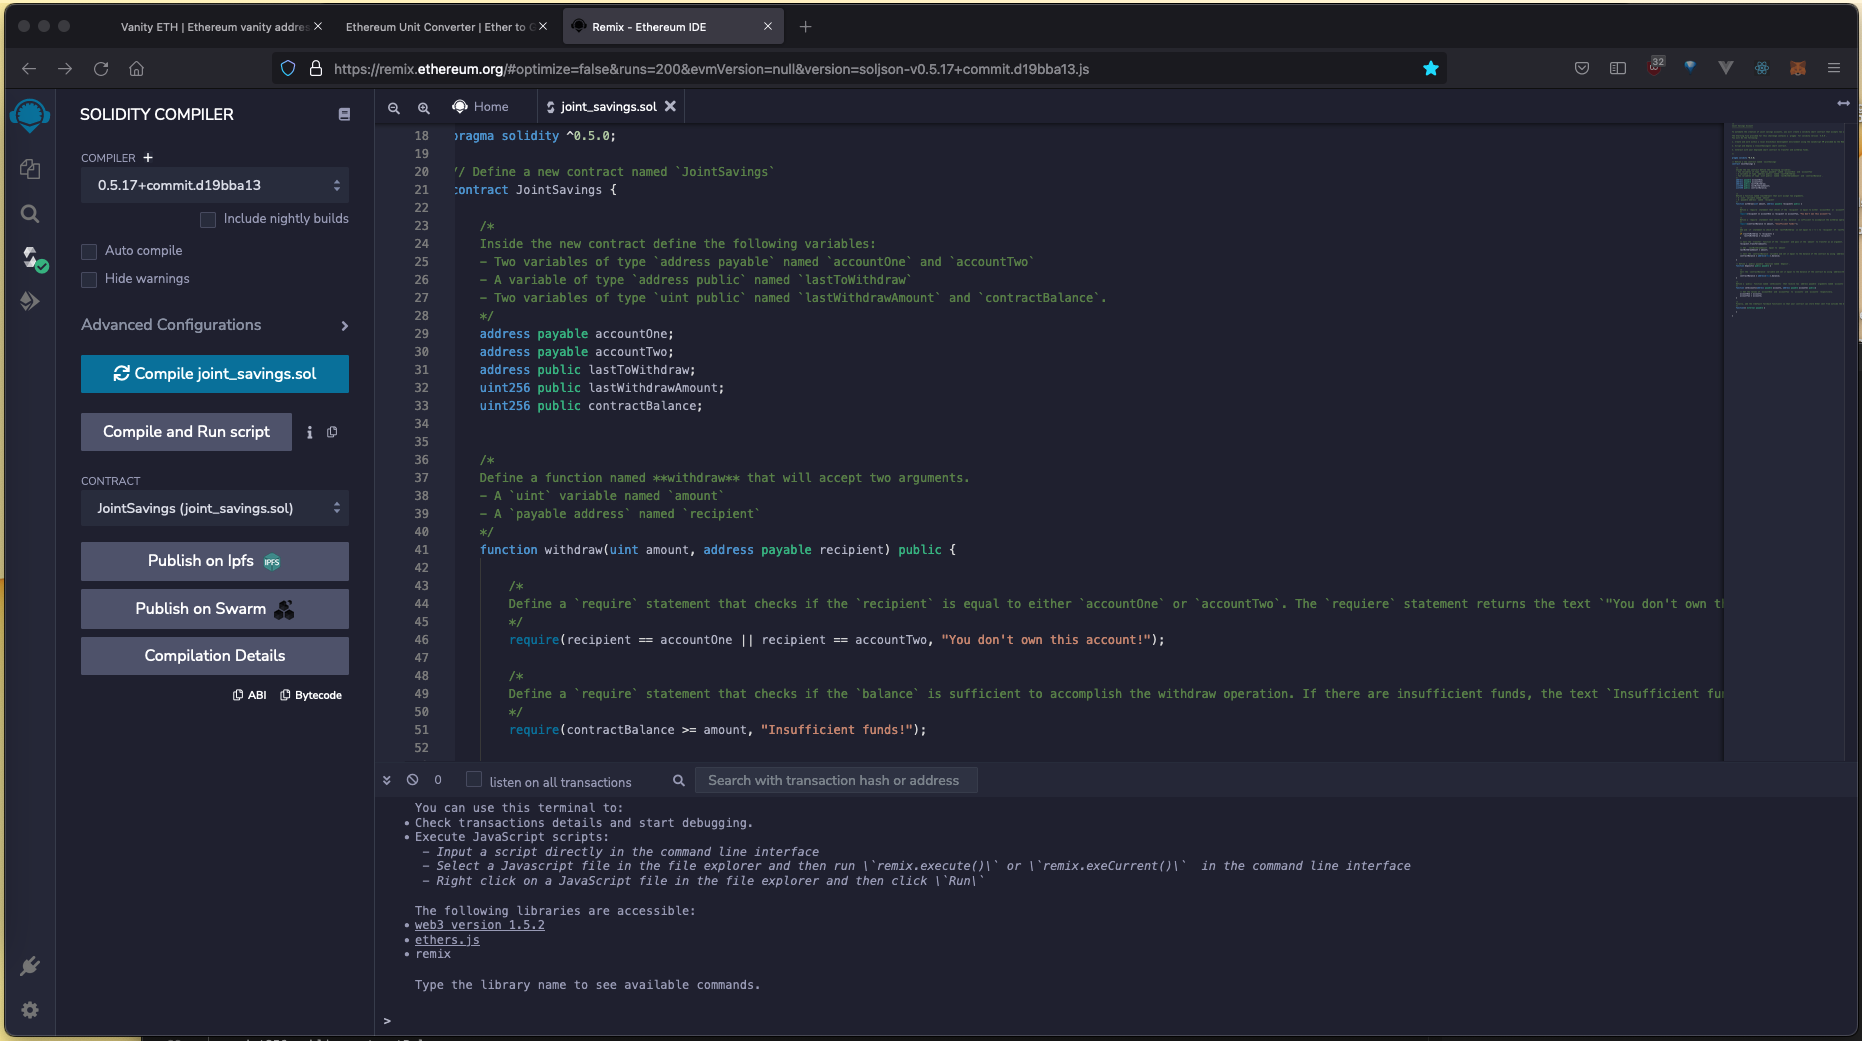 Vanity ETH | Ethereum vanity addres
Ethereum Unit Converter | Ether to G
Remix - Ethereum IDE
https://remix.ethereum.org/#optimize=false&runs=200&evmVersion=null&version=soljson-v0.5.17+commit.d19bba13.js
32
SOLIDITY COMPILER
COMPILER +
0.5.17+commit.d19bba13
Include nightly builds
Auto compile
Hide warnings
Advanced Configurations
Compile joint_savings.sol
Compile and Run script
CONTRACT
JointSavings (joint_savings.sol)
Publish on Ipfs IPFS
Publish on Swarm
Compilation Details
ABI Bytecode
Home
joint_savings.sol
18 pragma solidity ^0.5.0;
19
20 // Define a new contract named `JointSavings`
21 contract JointSavings {
22
23 /*
24 Inside the new contract define the following variables:
25 - Two variables of type `address payable` named `accountOne` and `accountTwo`
26 - A variable of type `address public` named `lastToWithdraw`
27 - Two variables of type `uint public` named `lastWithdrawAmount` and `contractBalance`.
28 */
29 address payable accountOne;
30 address payable accountTwo;
31 address public lastToWithdraw;
32 uint256 public lastWithdrawAmount;
33 uint256 public contractBalance;
34
35
36 /*
37 Define a function named **withdraw** that will accept two arguments.
38 - A `uint` variable named `amount`
39 - A `payable address` named `recipient`
40 */
41 function withdraw(uint amount, address payable recipient) public {
42
43 /*
44 Define a `require` statement that checks if the `recipient` is equal to either `accountOne` or `accountTwo`. The `requiere` statement returns the text `"You don't own th
45 */
46 require(recipient == accountOne || recipient == accountTwo, "You don't own this account!");
47
48 /*
49 Define a `require` statement that checks if the `balance` is sufficient to accomplish the withdraw operation. If there are insufficient funds, the text `Insufficient fun
50 */
51 require(contractBalance >= amount, "Insufficient funds!");
52
0 listen on all transactions Search with transaction hash or address
You can use this terminal to:
• Check transactions details and start debugging.
• Execute JavaScript scripts:
- Input a script directly in the command line interface
- Select a Javascript file in the file explorer and then run \`remix.execute()\` or \`remix.exeCurrent()\` in the command line interface
- Right click on a JavaScript file in the file explorer and then click \`Run\`
The following libraries are accessible:
• web3 version 1.5.2
• ethers.js
• remix
Type the library name to see available commands.
>